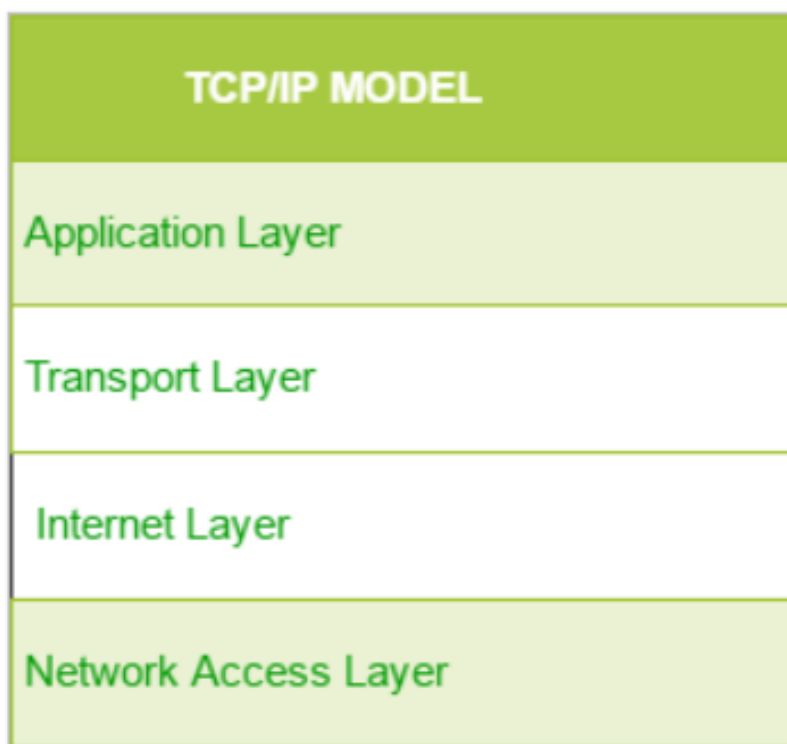 TCP/IP MODEL
Application Layer
Transport Layer
Internet Layer
Network Access Layer